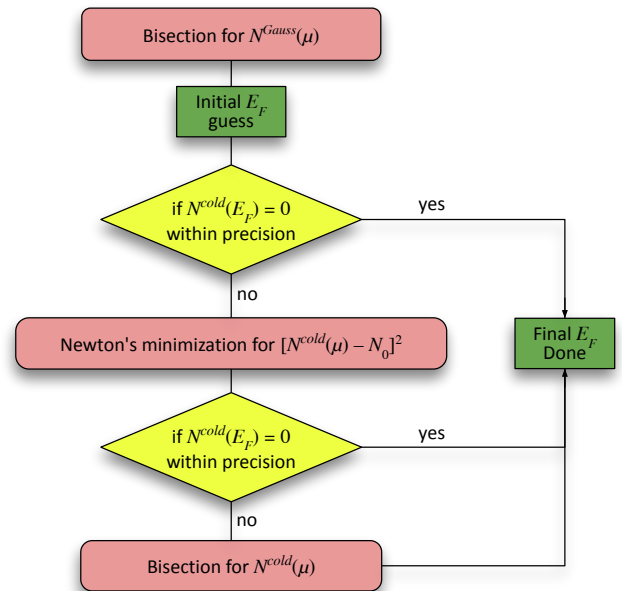 Bisection for N^Gauss(μ)
Initial E_F
guess
if N^cold(E_F) = 0
within precision
yes
no
Newton's minimization for [N^cold(μ) – N_0]^2
Final E_F
Done
if N^cold(E_F) = 0
within precision
yes
no
Bisection for N^cold(μ)